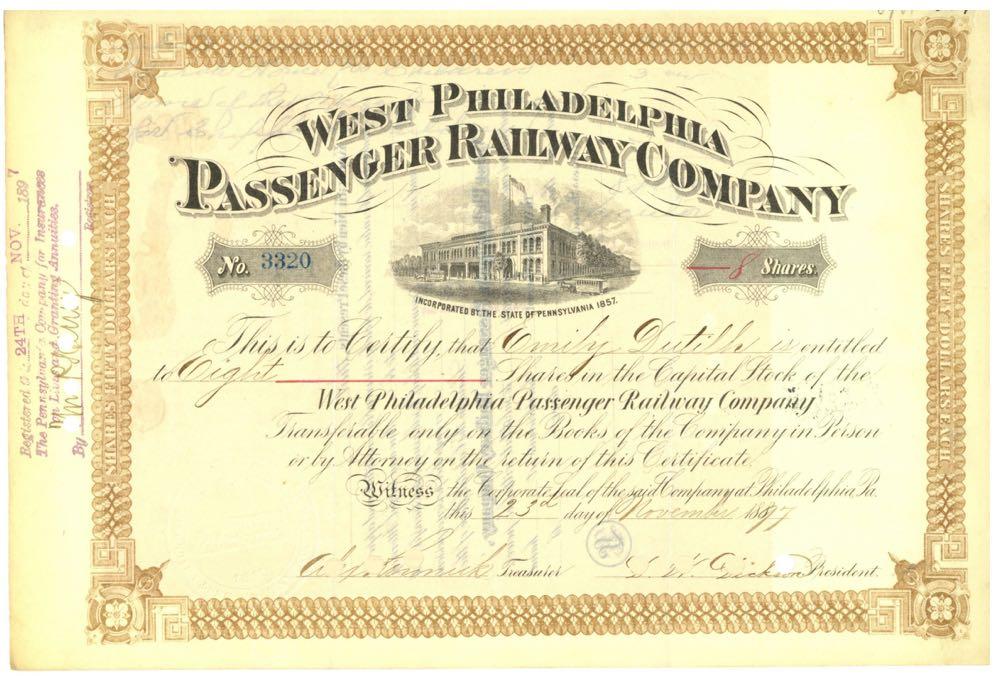 WEST PHILADELPHIA
PASSENGER RAILWAY COMPANY
No. 3320
8 Shares.
INCORPORATED BY THE STATE OF PENNSYLVANIA 1857.
This is to Certify, that Emily Dutilh is entitled
to Eight Shares in the Capital Stock of the
West Philadelphia Passenger Railway Company
Transferable only on the Books of the Company in Person
or by Attorney on the return of this Certificate.
Witness the Corporate Seal of the said Company at Philadelphia Pa.
this 23d day of November 1897
Treasurer
President.
SHARES FIFTY DOLLARS EACH
SHARES FIFTY DOLLARS EACH
Registered 24TH day of NOV. 1897
The Pennsylvania Company for Insurances
on Lives and Granting Annuities.
By
Registrar